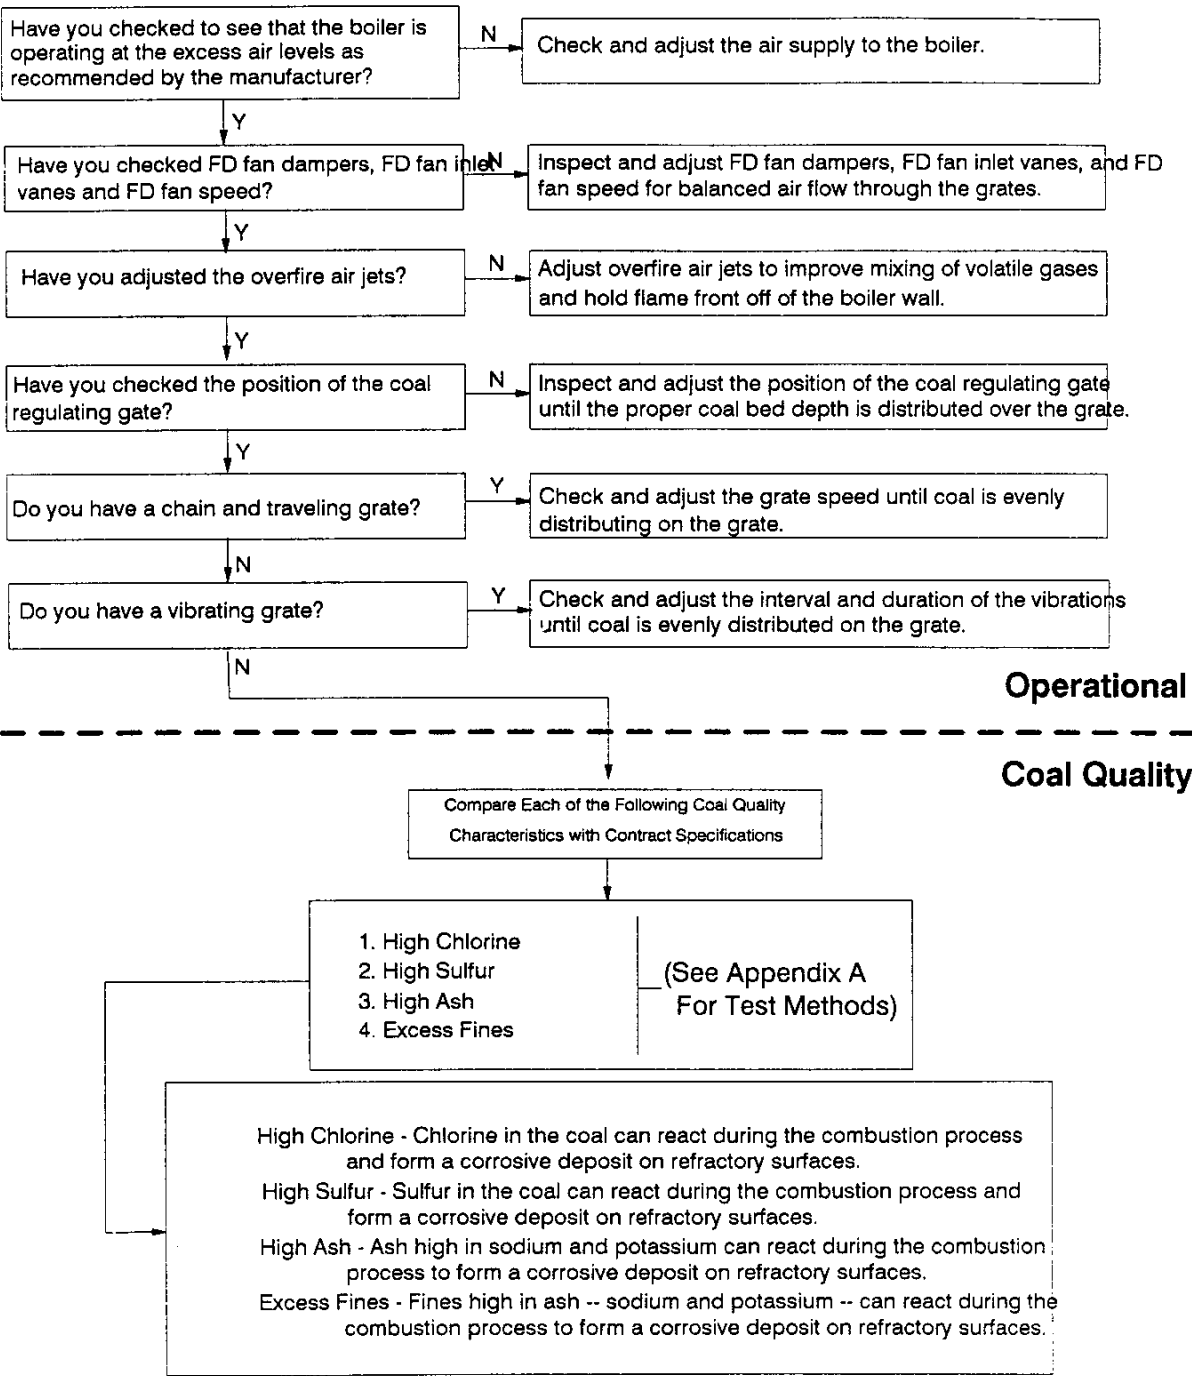 Have you checked to see that the boiler is
operating at the excess air levels as
recommended by the manufacturer?
N
Check and adjust the air supply to the boiler.
Y
Have you checked FD fan dampers, FD fan inlet
vanes and FD fan speed?
N
Inspect and adjust FD fan dampers, FD fan inlet vanes, and FD
fan speed for balanced air flow through the grates.
Y
Have you adjusted the overfire air jets?
N
Adjust overfire air jets to improve mixing of volatile gases
and hold flame front off of the boiler wall.
Y
Have you checked the position of the coal
regulating gate?
N
Inspect and adjust the position of the coal regulating gate
until the proper coal bed depth is distributed over the grate.
Y
Do you have a chain and traveling grate?
Y
Check and adjust the grate speed until coal is evenly
distributing on the grate.
N
Do you have a vibrating grate?
Y
Check and adjust the interval and duration of the vibrations
until coal is evenly distributed on the grate.
N
Operational
Coal Quality
Compare Each of the Following Coal Quality
Characteristics with Contract Specifications
1. High Chlorine
2. High Sulfur
3. High Ash
4. Excess Fines
(See Appendix A
For Test Methods)
High Chlorine - Chlorine in the coal can react during the combustion process
and form a corrosive deposit on refractory surfaces.
High Sulfur - Sulfur in the coal can react during the combustion process and
form a corrosive deposit on refractory surfaces.
High Ash - Ash high in sodium and potassium can react during the combustion
process to form a corrosive deposit on refractory surfaces.
Excess Fines - Fines high in ash -- sodium and potassium -- can react during the
combustion process to form a corrosive deposit on refractory surfaces.